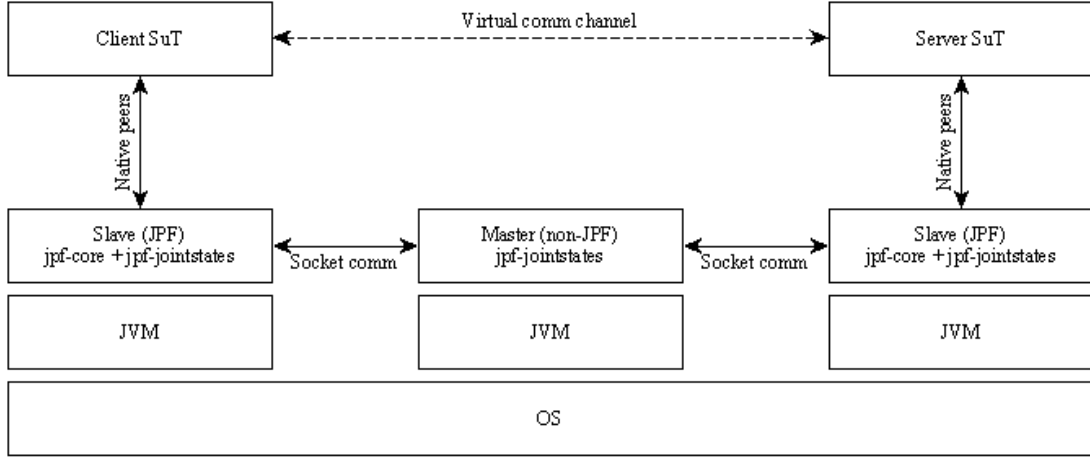 Virtual comm channel
Client SuT
Server SuT
Native peers
Native peers
Slave (JPF)
jpf-core +jpf-jointstates
Socket comm
Master (non-JPF)
jpf-jointstates
Socket comm
Slave (JPF)
jpf-core +jpf-jointstates
JVM
JVM
JVM
OS